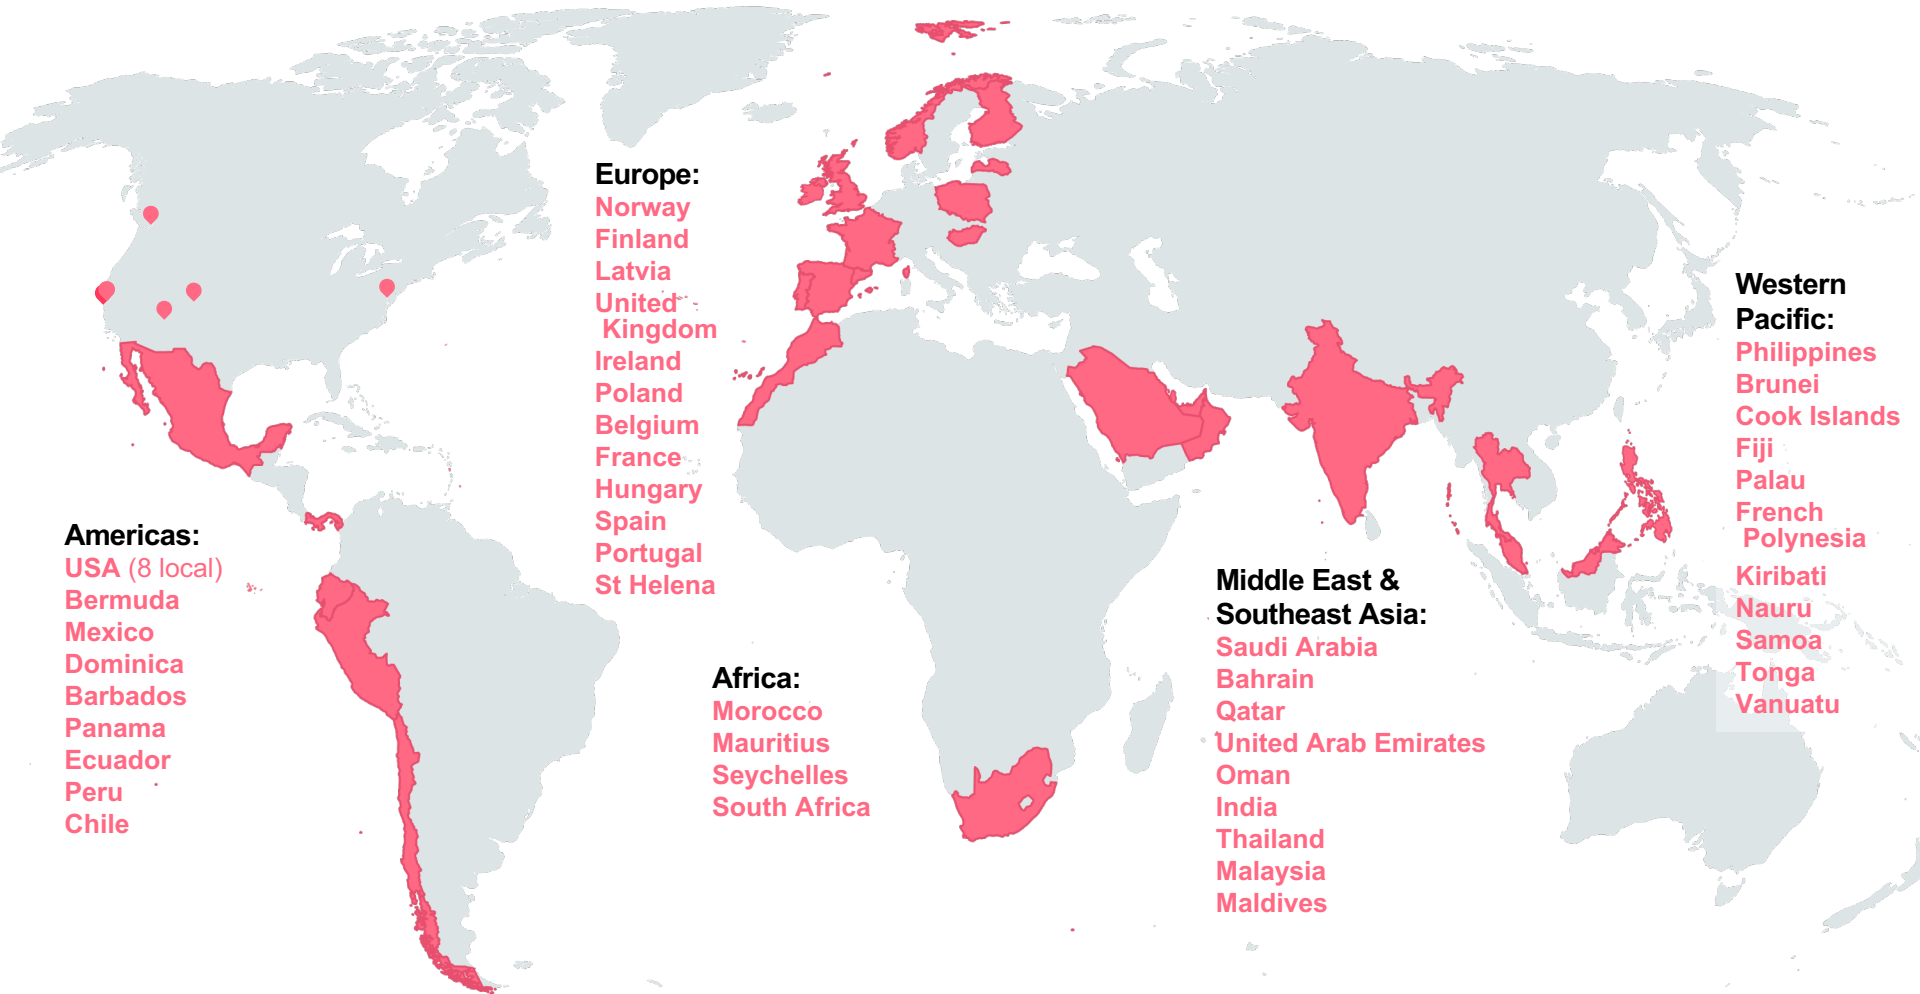 Europe:
Norway
Finland
Latvia
United
Kingdom
Ireland
Poland
Belgium
France
Hungary
Spain
Portugal
St Helena
Americas:
USA (8 local)
Bermuda
Mexico
Dominica
Barbados
Panama
Ecuador
Peru
Chile
Africa:
Morocco
Mauritius
Seychelles
South Africa
Middle East &
Southeast Asia:
Saudi Arabia
Bahrain
Qatar
United Arab Emirates
Oman
India
Thailand
Malaysia
Maldives
Western
Pacific:
Philippines
Brunei
Cook Islands
Fiji
Palau
French
Polynesia
Kiribati
Nauru
Samoa
Tonga
Vanuatu